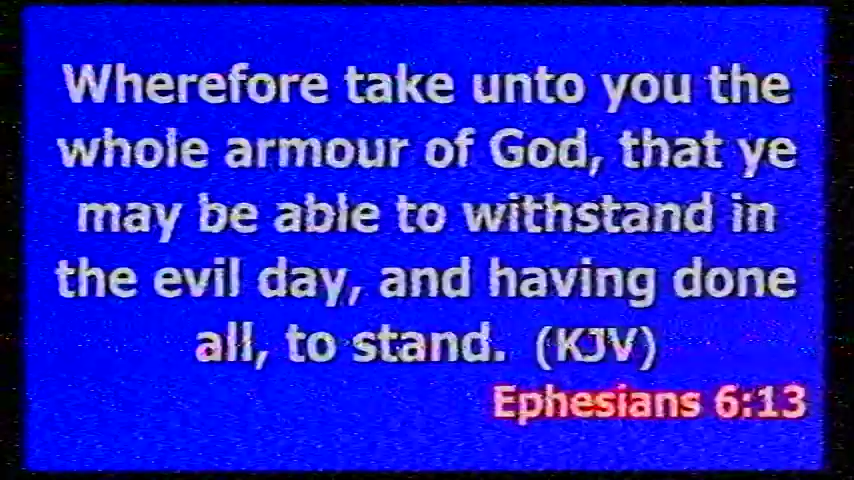 Wherefore take unto you the
whole armour of God, that ye
may be able to withstand in
the evil day, and having done
all, to stand. (KJV)
Ephesians 6:13